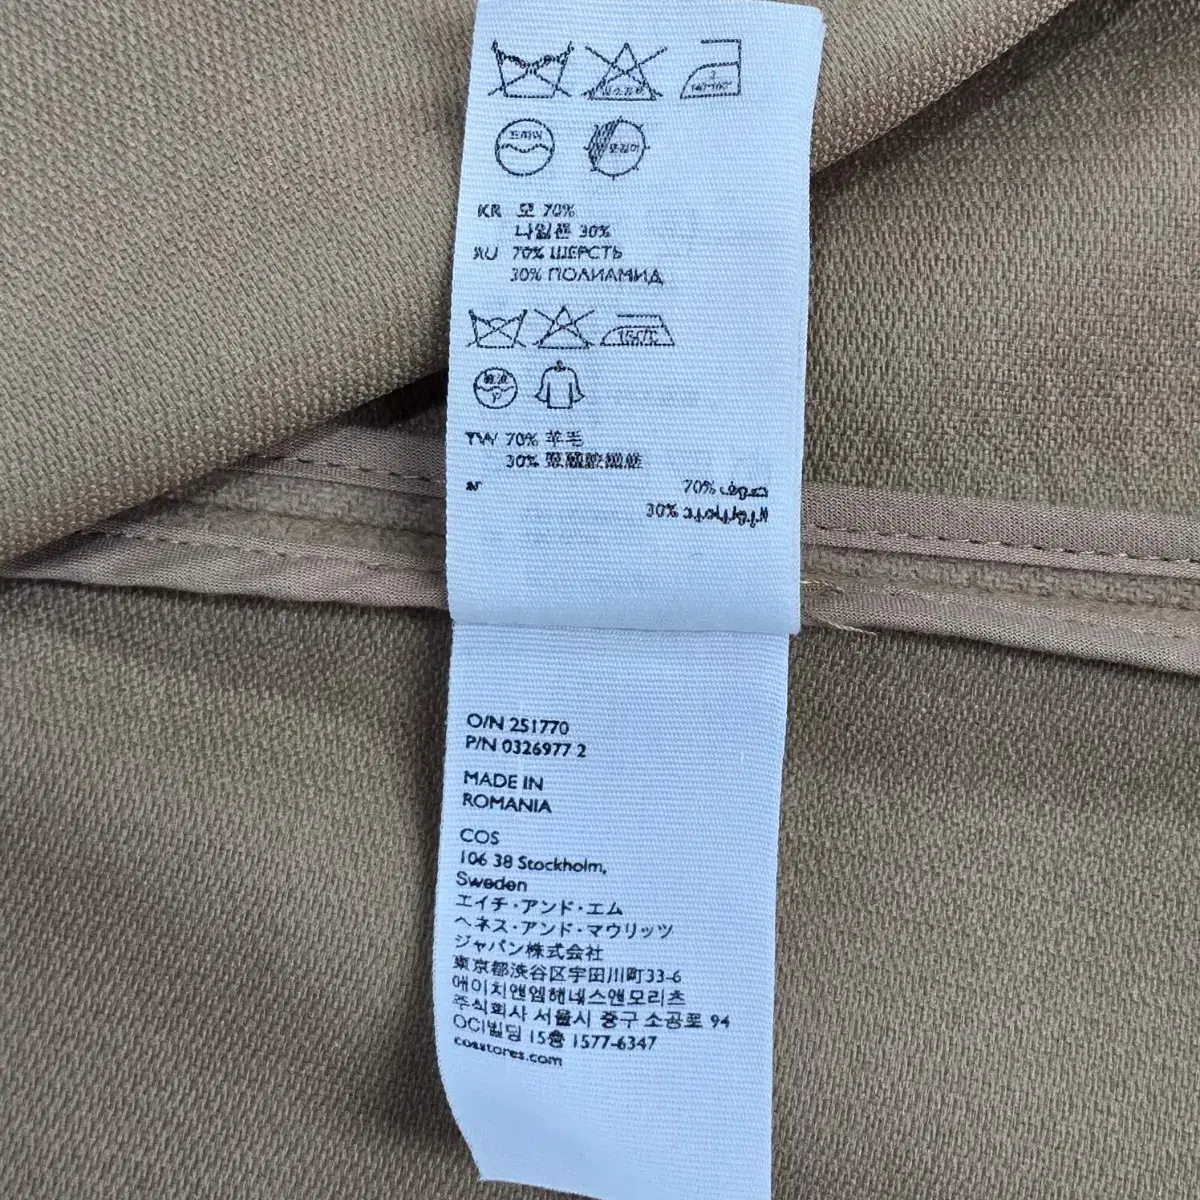 드라이
KR 모 70%
나일론 30%
RU 70% ШЕРСТЬ
30% ПОЛИАМИД
TW 70% 羊毛
30%
70% صوف
30%
O/N 251770
P/N 0326977 2
MADE IN
ROMANIA
COS
106 38 Stockholm,
Sweden
エイチ・アンド・エム
ヘネス・アンド・マウリッツ
ジャパン株式会社
東京都渋谷区宇田川町33-6
에이치앤엠헤네스앤모리츠
주식회사 서울시 중구 소공로 94
OCI빌딩 15층 1577-6347
cosstores.com